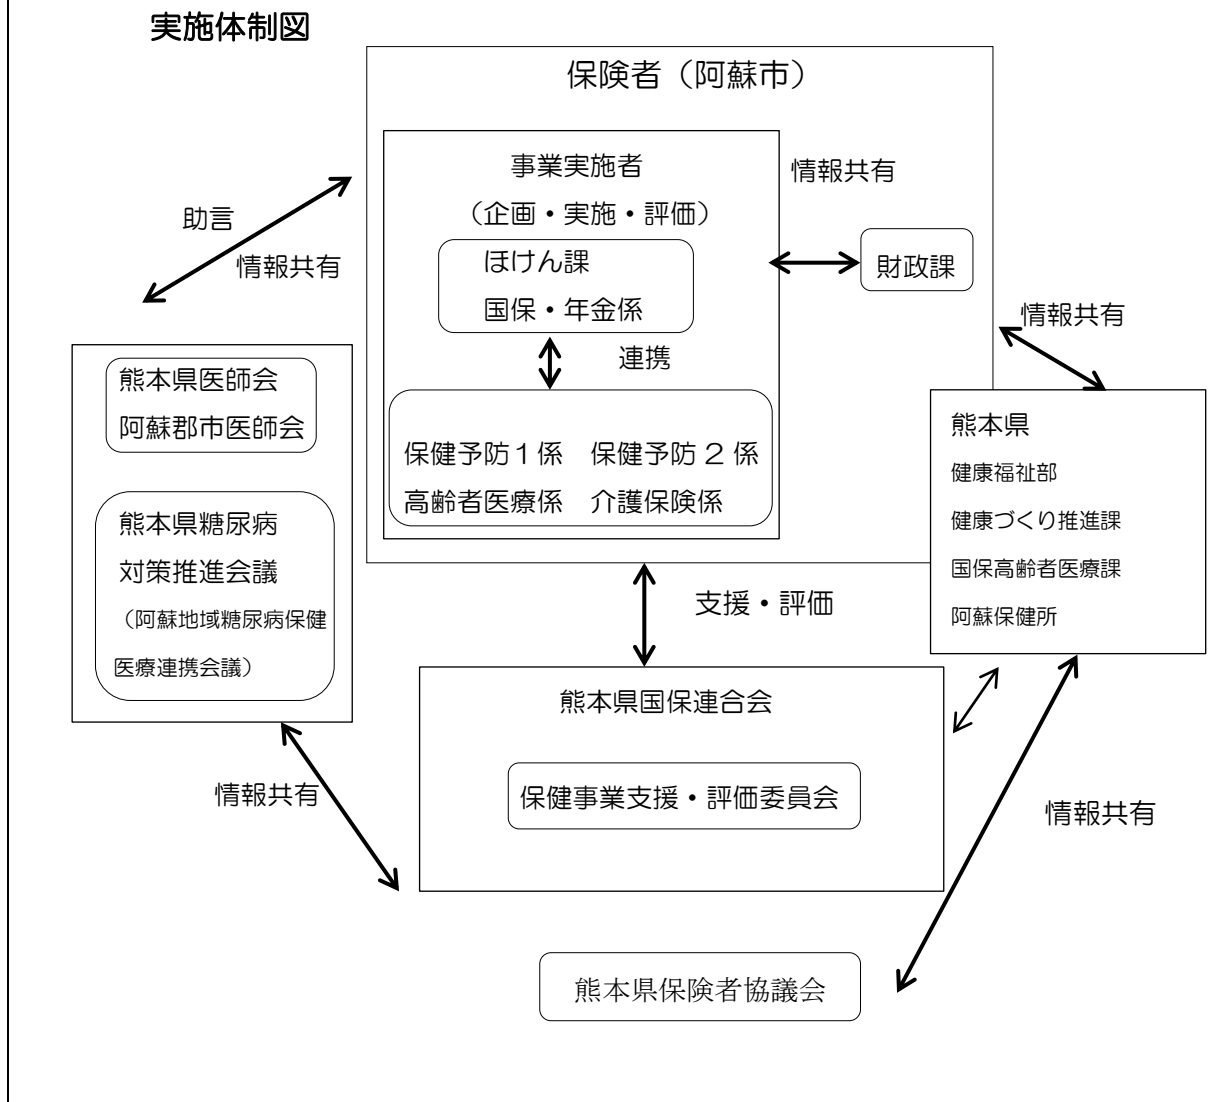 実施体制図
保険者（阿蘇市）
事業実施者
（企画・実施・評価）
ほけん課
国保・年金係
連携
保健予防１係　保健予防２係
高齢者医療係　介護保険係
情報共有
財政課
助言
情報共有
情報共有
熊本県医師会
阿蘇郡市医師会
熊本県糖尿病
対策推進会議
（阿蘇地域糖尿病保健
医療連携会議）
熊本県
健康福祉部
健康づくり推進課
国保高齢者医療課
阿蘇保健所
支援・評価
熊本県国保連合会
保健事業支援・評価委員会
情報共有
情報共有
熊本県保険者協議会